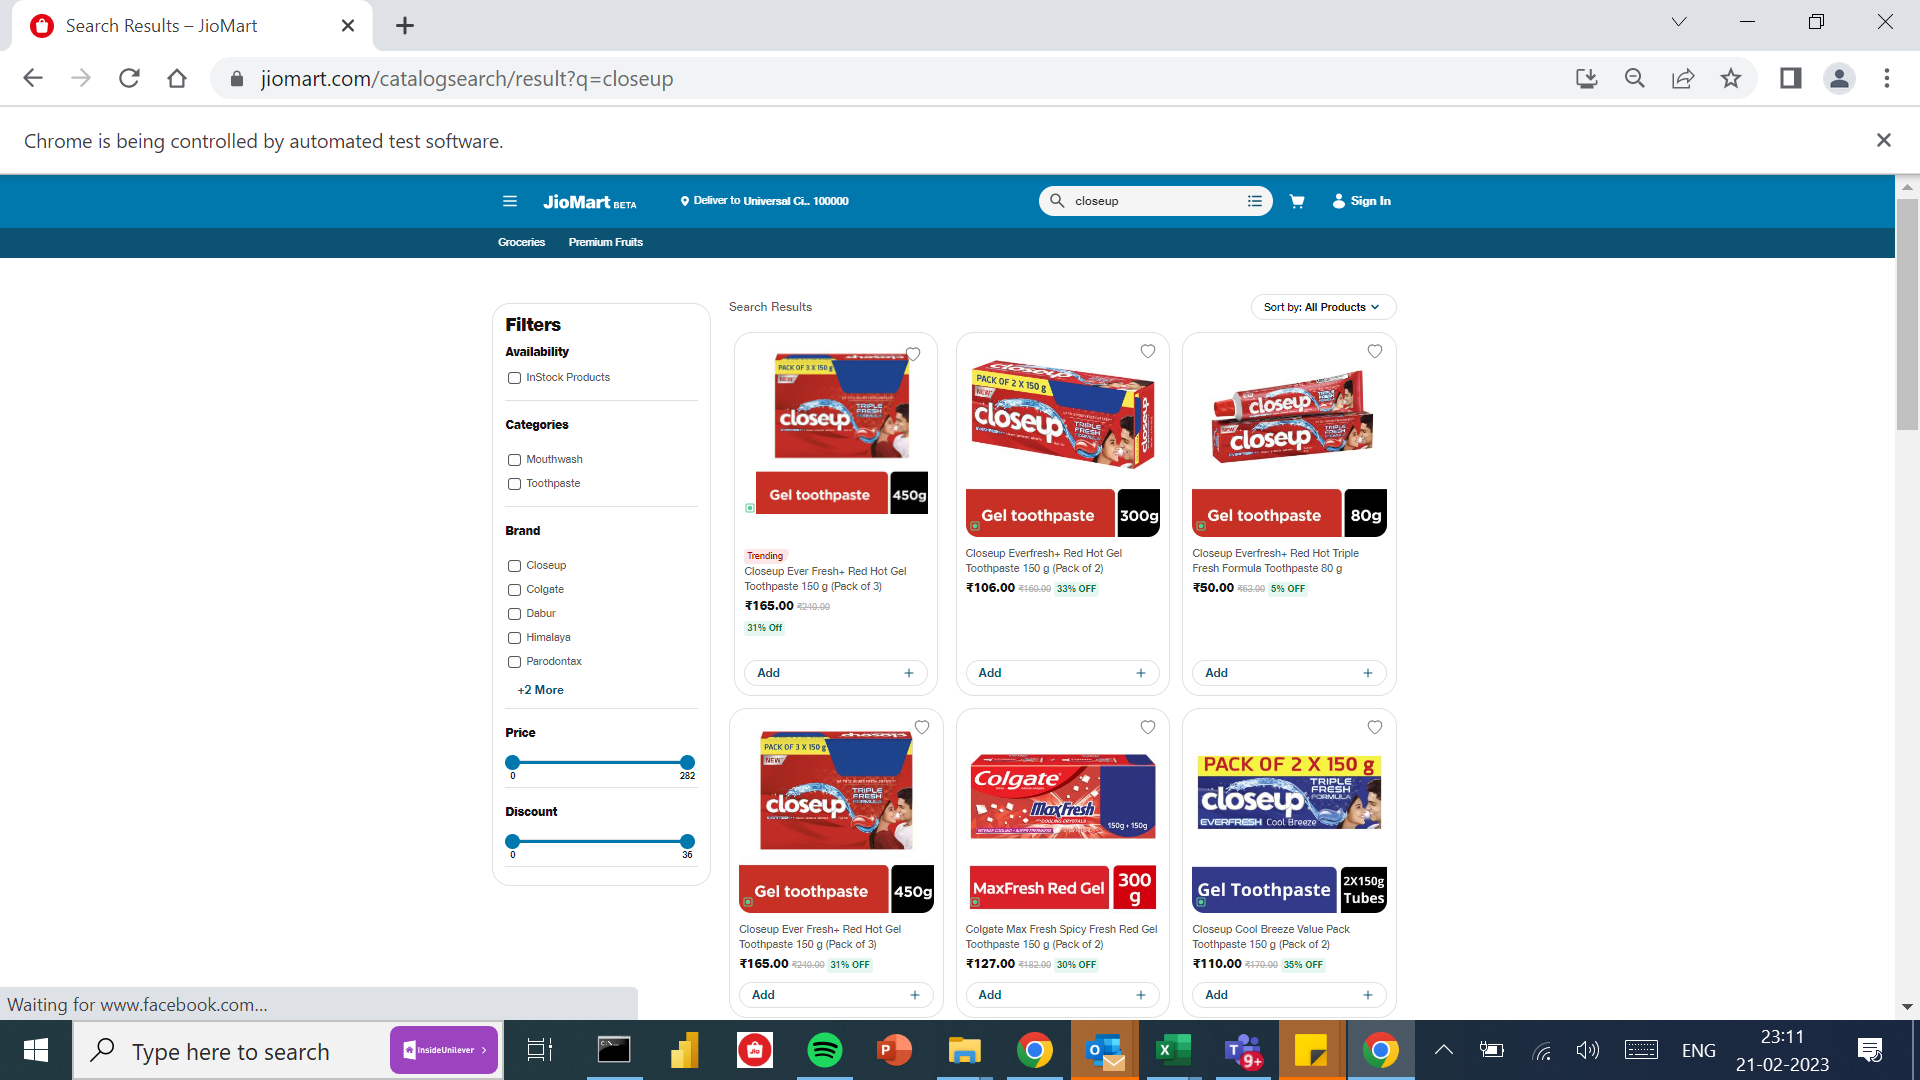 Search Results – JioMart
jiomart.com/catalogsearch/result?q=closeup
Chrome is being controlled by automated test software.
JioMart BETA
Deliver to Universal Ci... 100000
closeup
Sign In
Groceries
Premium Fruits
Filters
Availability
InStock Products
Categories
Mouthwash
Toothpaste
Brand
Closeup
Colgate
Dabur
Himalaya
Parodontax
+2 More
Price
0
282
Discount
0
36
Search Results
Sort by: All Products
PACK OF 3 X 150 g
NEW
closeup
TRIPLE
FRESH
FORMULA
Gel toothpaste 450g
Trending
Closeup Ever Fresh+ Red Hot Gel
Toothpaste 150 g (Pack of 3)
₹165.00 ₹240.00
31% Off
Add +
PACK OF 2 X 150 g
NEW
closeup
TRIPLE
FRESH
FORMULA
closeup
Gel toothpaste 300g
Closeup Everfresh+ Red Hot Gel
Toothpaste 150 g (Pack of 2)
₹106.00 ₹160.00 33% OFF
Add +
closeup
NEW
closeup
Gel toothpaste 80g
Closeup Everfresh+ Red Hot Triple
Fresh Formula Toothpaste 80 g
₹50.00 ₹53.00 5% OFF
Add +
PACK OF 3 X 150 g
NEW
closeup
TRIPLE
FRESH
FORMULA
Gel toothpaste 450g
Closeup Ever Fresh+ Red Hot Gel
Toothpaste 150 g (Pack of 3)
₹165.00 ₹240.00 31% OFF
Add +
Colgate
MaxFresh
COOLING CRYSTALS
150g + 150g
MaxFresh Red Gel 300 g
Colgate Max Fresh Spicy Fresh Red Gel
Toothpaste 150 g (Pack of 2)
₹127.00 ₹182.00 30% OFF
Add +
PACK OF 2 X 150 g
closeup
TRIPLE
FRESH
FORMULA
EVERFRESH Cool Breeze
Gel Toothpaste 2X150g Tubes
Closeup Cool Breeze Value Pack
Toothpaste 150 g (Pack of 2)
₹110.00 ₹170.00 35% OFF
Add +
Waiting for www.facebook.com...
Type here to search
InsideUnilever
Jio
9+
ENG
23:11
21-02-2023